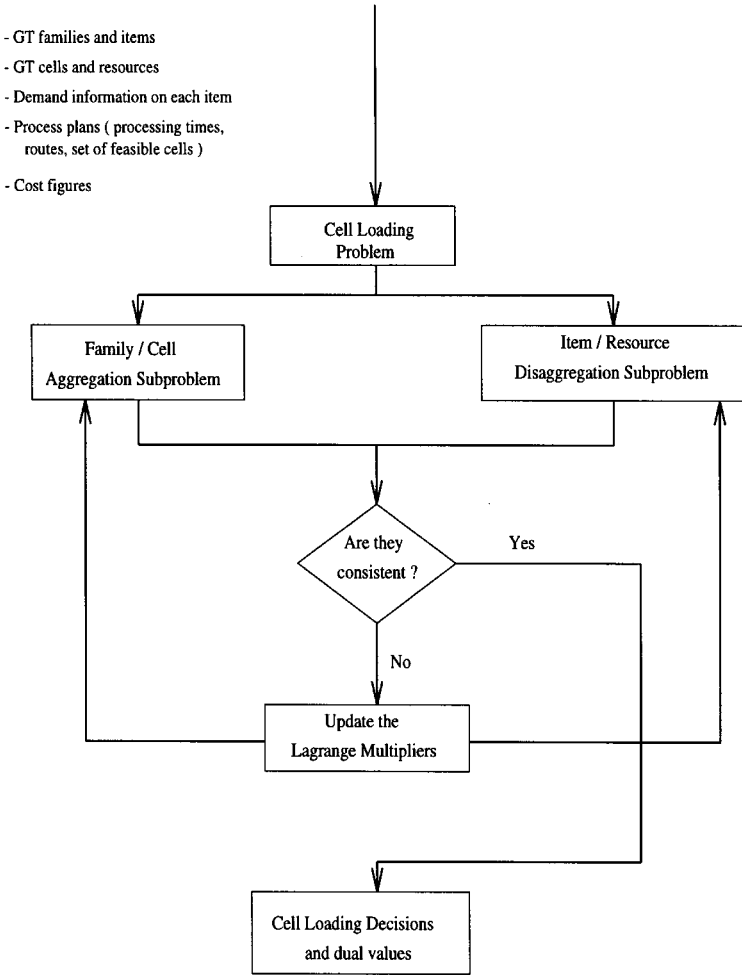 - GT families and items
- GT cells and resources
- Demand information on each item
- Process plans ( processing times,
routes, set of feasible cells )
- Cost figures
Cell Loading
Problem
Family / Cell
Aggregation Subproblem
Item / Resource
Disaggregation Subproblem
Are they
consistent ?
Yes
No
Update the
Lagrange Multipliers
Cell Loading Decisions
and dual values